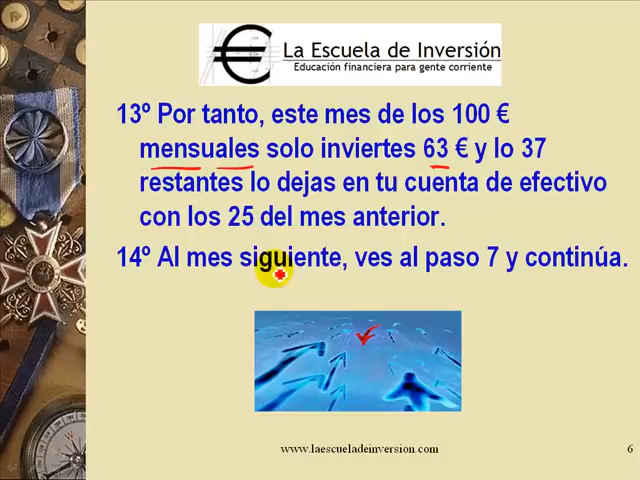 La Escuela de Inversión
Educación financiera para gente corriente
13º Por tanto, este mes de los 100 €
mensuales solo inviertes 63 € y lo 37
restantes lo dejas en tu cuenta de efectivo
con los 25 del mes anterior.
14º Al mes siguiente, ves al paso 7 y continúa.
www.laescueladeinversion.com
6